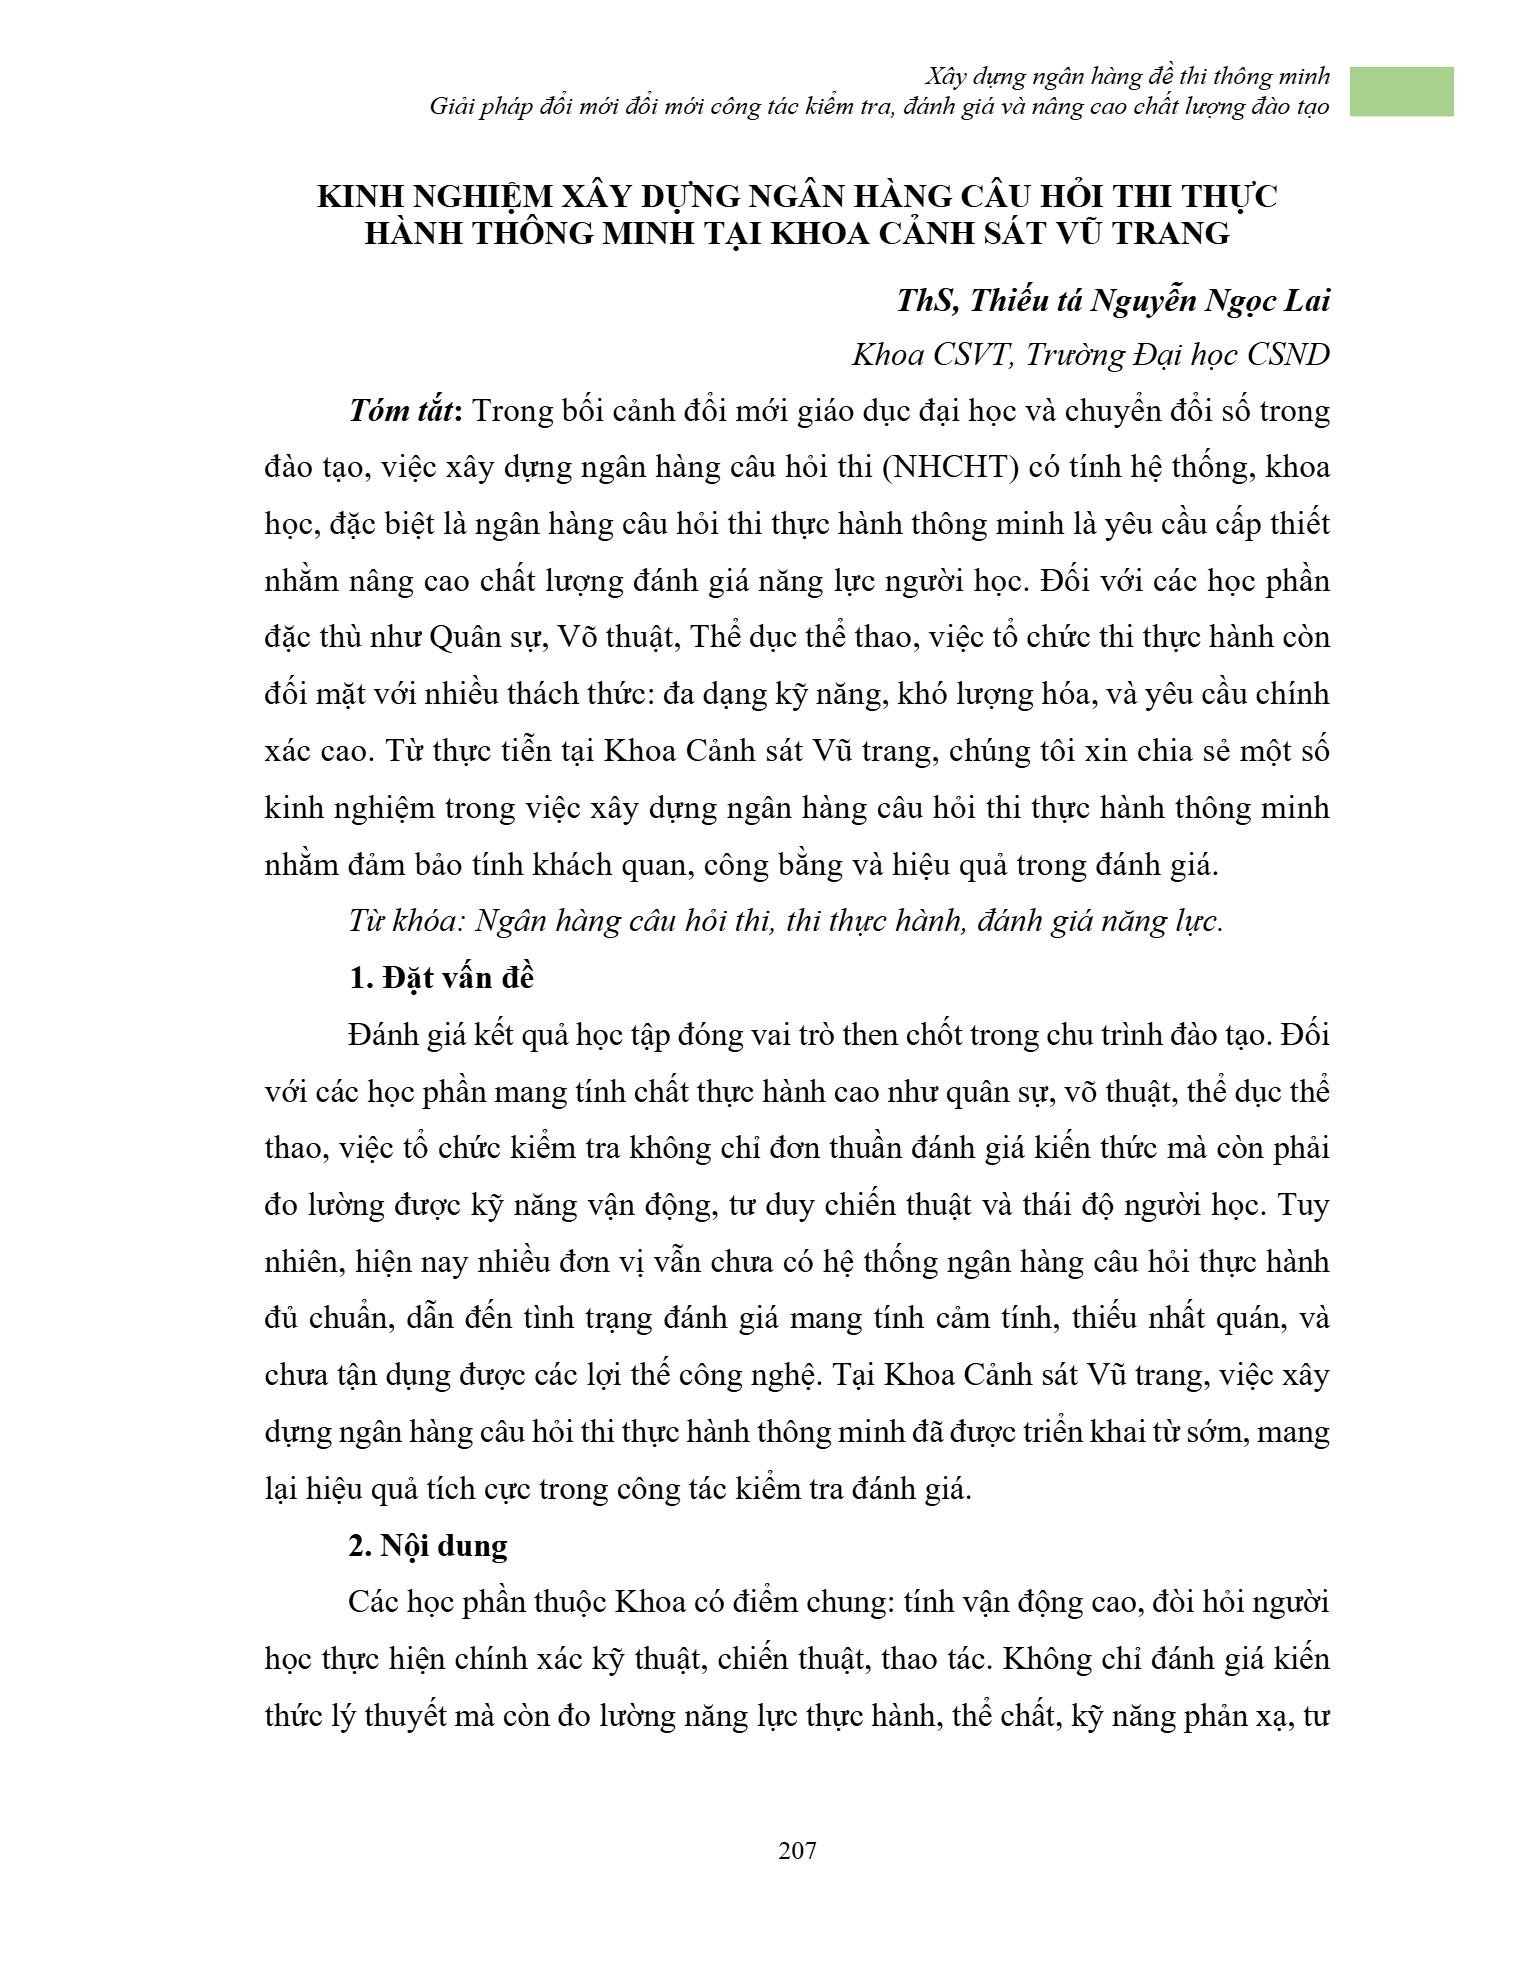 Xây dựng ngân hàng đề thi thông minh
Giải pháp đổi mới đổi mới công tác kiểm tra, đánh giá và nâng cao chất lượng đào tạo
KINH NGHIỆM XÂY DỰNG NGÂN HÀNG CÂU HỎI THI THỰC
HÀNH THÔNG MINH TẠI KHOA CẢNH SÁT VŨ TRANG
ThS, Thiếu tá Nguyễn Ngọc Lai
Khoa CSVT, Trường Đại học CSND
Tóm tắt: Trong bối cảnh đổi mới giáo dục đại học và chuyển đổi số trong
đào tạo, việc xây dựng ngân hàng câu hỏi thi (NHCHT) có tính hệ thống, khoa
học, đặc biệt là ngân hàng câu hỏi thi thực hành thông minh là yêu cầu cấp thiết
nhằm nâng cao chất lượng đánh giá năng lực người học. Đối với các học phần
đặc thù như Quân sự, Võ thuật, Thể dục thể thao, việc tổ chức thi thực hành còn
đối mặt với nhiều thách thức: đa dạng kỹ năng, khó lượng hóa, và yêu cầu chính
xác cao. Từ thực tiễn tại Khoa Cảnh sát Vũ trang, chúng tôi xin chia sẻ một số
kinh nghiệm trong việc xây dựng ngân hàng câu hỏi thi thực hành thông minh
nhằm đảm bảo tính khách quan, công bằng và hiệu quả trong đánh giá.
Từ khóa: Ngân hàng câu hỏi thi, thi thực hành, đánh giá năng lực.
1. Đặt vấn đề
Đánh giá kết quả học tập đóng vai trò then chốt trong chu trình đào tạo. Đối
với các học phần mang tính chất thực hành cao như quân sự, võ thuật, thể dục thể
thao, việc tổ chức kiểm tra không chỉ đơn thuần đánh giá kiến thức mà còn phải
đo lường được kỹ năng vận động, tư duy chiến thuật và thái độ người học. Tuy
nhiên, hiện nay nhiều đơn vị vẫn chưa có hệ thống ngân hàng câu hỏi thực hành
đủ chuẩn, dẫn đến tình trạng đánh giá mang tính cảm tính, thiếu nhất quán, và
chưa tận dụng được các lợi thế công nghệ. Tại Khoa Cảnh sát Vũ trang, việc xây
dựng ngân hàng câu hỏi thi thực hành thông minh đã được triển khai từ sớm, mang
lại hiệu quả tích cực trong công tác kiểm tra đánh giá.
2. Nội dung
Các học phần thuộc Khoa có điểm chung: tính vận động cao, đòi hỏi người
học thực hiện chính xác kỹ thuật, chiến thuật, thao tác. Không chỉ đánh giá kiến
thức lý thuyết mà còn đo lường năng lực thực hành, thể chất, kỹ năng phản xạ, tư
207